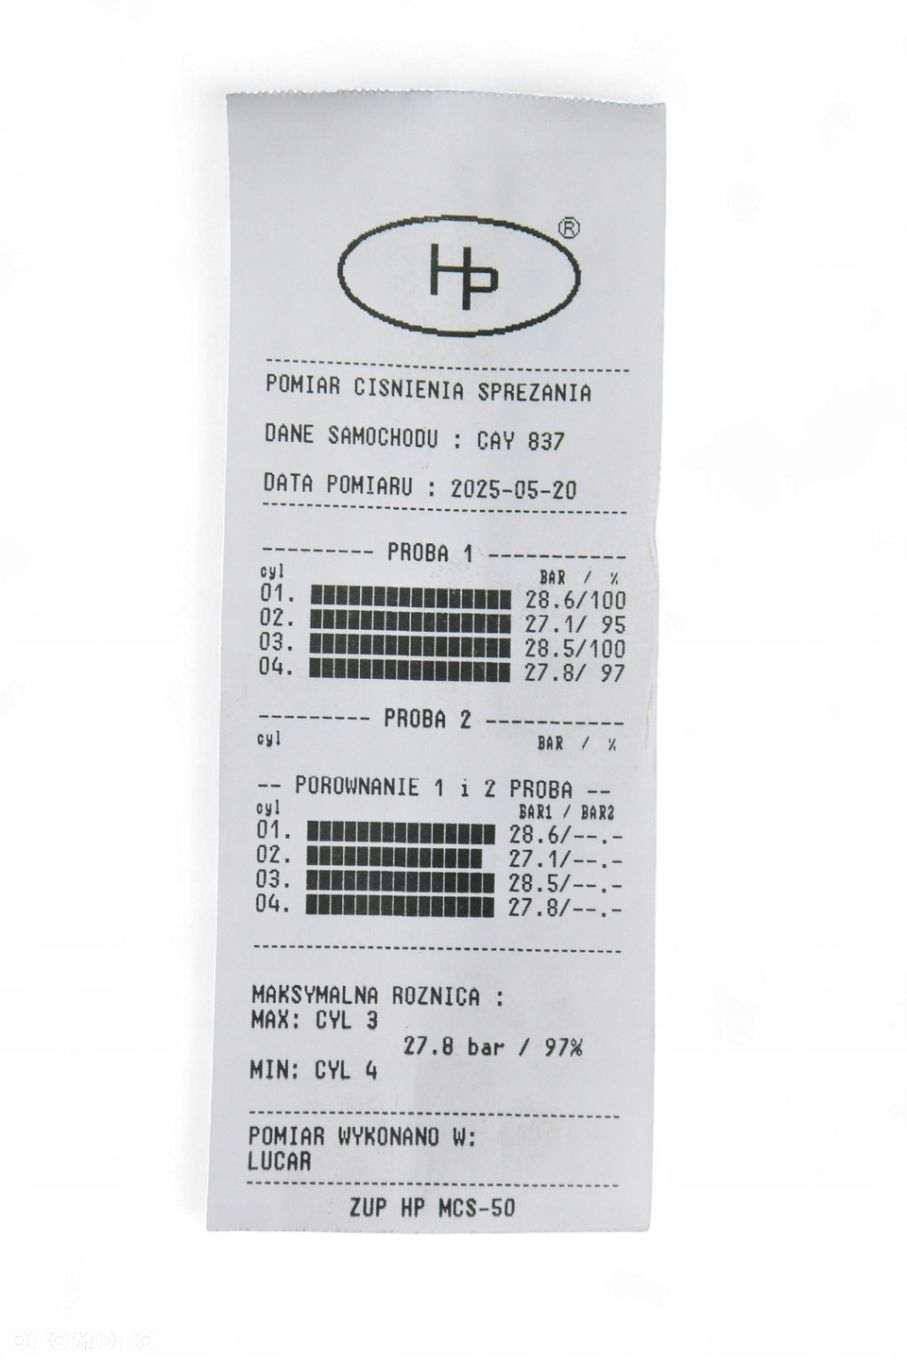 HP ®
POMIAR CISNIENIA SPREZANIA
DANE SAMOCHODU : CAY 837
DATA POMIARU : 2025-05-20
--------- PROBA 1 -----------
cyl BAR / %
01. 28.6/100
02. 27.1/ 95
03. 28.5/100
04. 27.8/ 97
--------- PROBA 2 -----------
cyl BAR / %
-- POROWNANIE 1 i 2 PROBA --
cyl BAR1 / BAR2
01. 28.6/--.-
02. 27.1/--.-
03. 28.5/--.-
04. 27.8/--.-
MAKSYMALNA ROZNICA :
MAX: CYL 3
27.8 bar / 97%
MIN: CYL 4
POMIAR WYKONANO W:
LUCAR
ZUP HP MCS-50